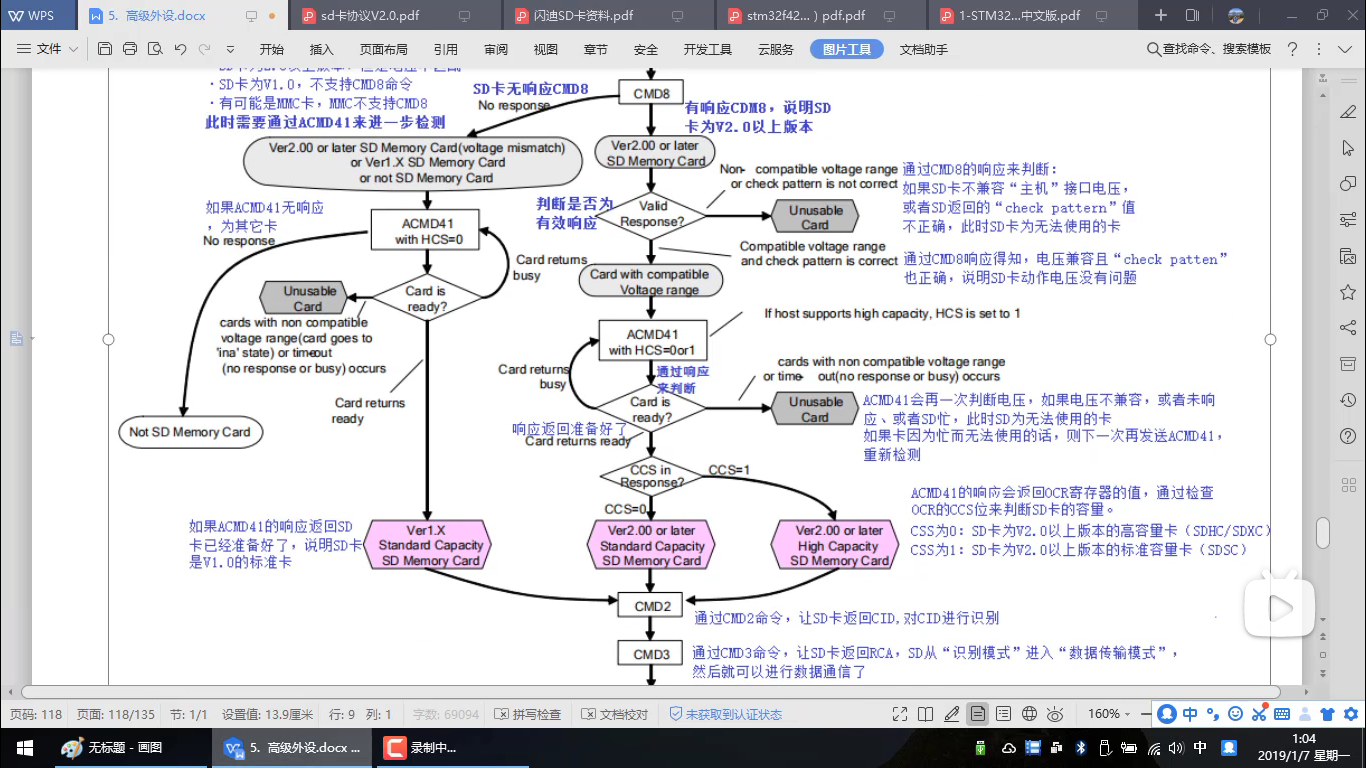 WPS
5. 高级外设.docx
sd卡协议V2.0.pdf
闪迪SD卡资料.pdf
stm32f42... ) pdf.pdf
1-STM32...中文版.pdf
文件
开始
插入
页面布局
引用
审阅
视图
章节
安全
开发工具
云服务
图片工具
文档助手
查找命令、搜索模板
·SD卡为V1.0，不支持CMD8命令
·有可能是MMC卡，MMC不支持CMD8
此时需要通过ACMD41来进一步检测
SD卡无响应CMD8
No response
CMD8
有响应CDM8，说明SD
卡为V2.0以上版本
Ver2.00 or later SD Memory Card(voltage mismatch)
or Ver1.X SD Memory Card
or not SD Memory Card
Ver2.00 or later
SD Memory Card
Non- compatible voltage range
or check pattern is not correct
通过CMD8的响应来判断:
如果SD卡不兼容“主机”接口电压，
或者SD返回的“check pattern”值
不正确，此时SD卡为无法使用的卡
如果ACMD41无响应
，为其它卡
No response
ACMD41
with HCS=0
判断是否为
有效响应
Valid
Response?
Unusable
Card
Card returns
busy
Compatible voltage range
and check pattern is correct
通过CMD8响应得知，电压兼容且“check patten”
也正确，说明SD卡动作电压没有问题
Card with compatible
Voltage range
Unusable
Card
Card is
ready?
cards with non compatible
voltage range(card goes to
'ina' state) or time-out
(no response or busy) occurs
If host supports high capacity, HCS is set to 1
ACMD41
with HCS=0or1
Card returns
busy
通过响应
来判断
cards with non compatible voltage range
or time- out(no response or busy) occurs
Card returns
ready
Card is
ready?
Unusable
Card
ACMD41会再一次判断电压，如果电压不兼容，或者未响
应、或者SD忙，此时SD为无法使用的卡
如果卡因为忙而无法使用的话，则下一次再发送ACMD41，
重新检测
Not SD Memory Card
响应返回准备好了
Card returns ready
CCS in
Response?
CCS=1
CCS=0
ACMD41的响应会返回OCR寄存器的值，通过检查
OCR的CCS位来判断SD卡的容量。
CSS为0：SD卡为V2.0以上版本的高容量卡（SDHC/SDXC）
CSS为1：SD卡为V2.0以上版本的标准容量卡（SDSC）
如果ACMD41的响应返回SD
卡已经准备好了，说明SD卡
是V1.0的标准卡
Ver1.X
Standard Capacity
SD Memory Card
Ver2.00 or later
Standard Capacity
SD Memory Card
Ver2.00 or later
High Capacity
SD Memory Card
CMD2
通过CMD2命令，让SD卡返回CID,对CID进行识别
CMD3
通过CMD3命令，让SD卡返回RCA，SD从“识别模式”进入“数据传输模式”，
然后就可以进行数据通信了
页码: 118
页面: 118/135
节: 1/1
设置值: 13.9厘米
行: 9
列: 1
字数: 69094
拼写检查
文档校对
未获取到认证状态
160%
中
无标题 - 画图
5. 高级外设.docx ...
录制中...
中
1:04
2019/1/7 星期一